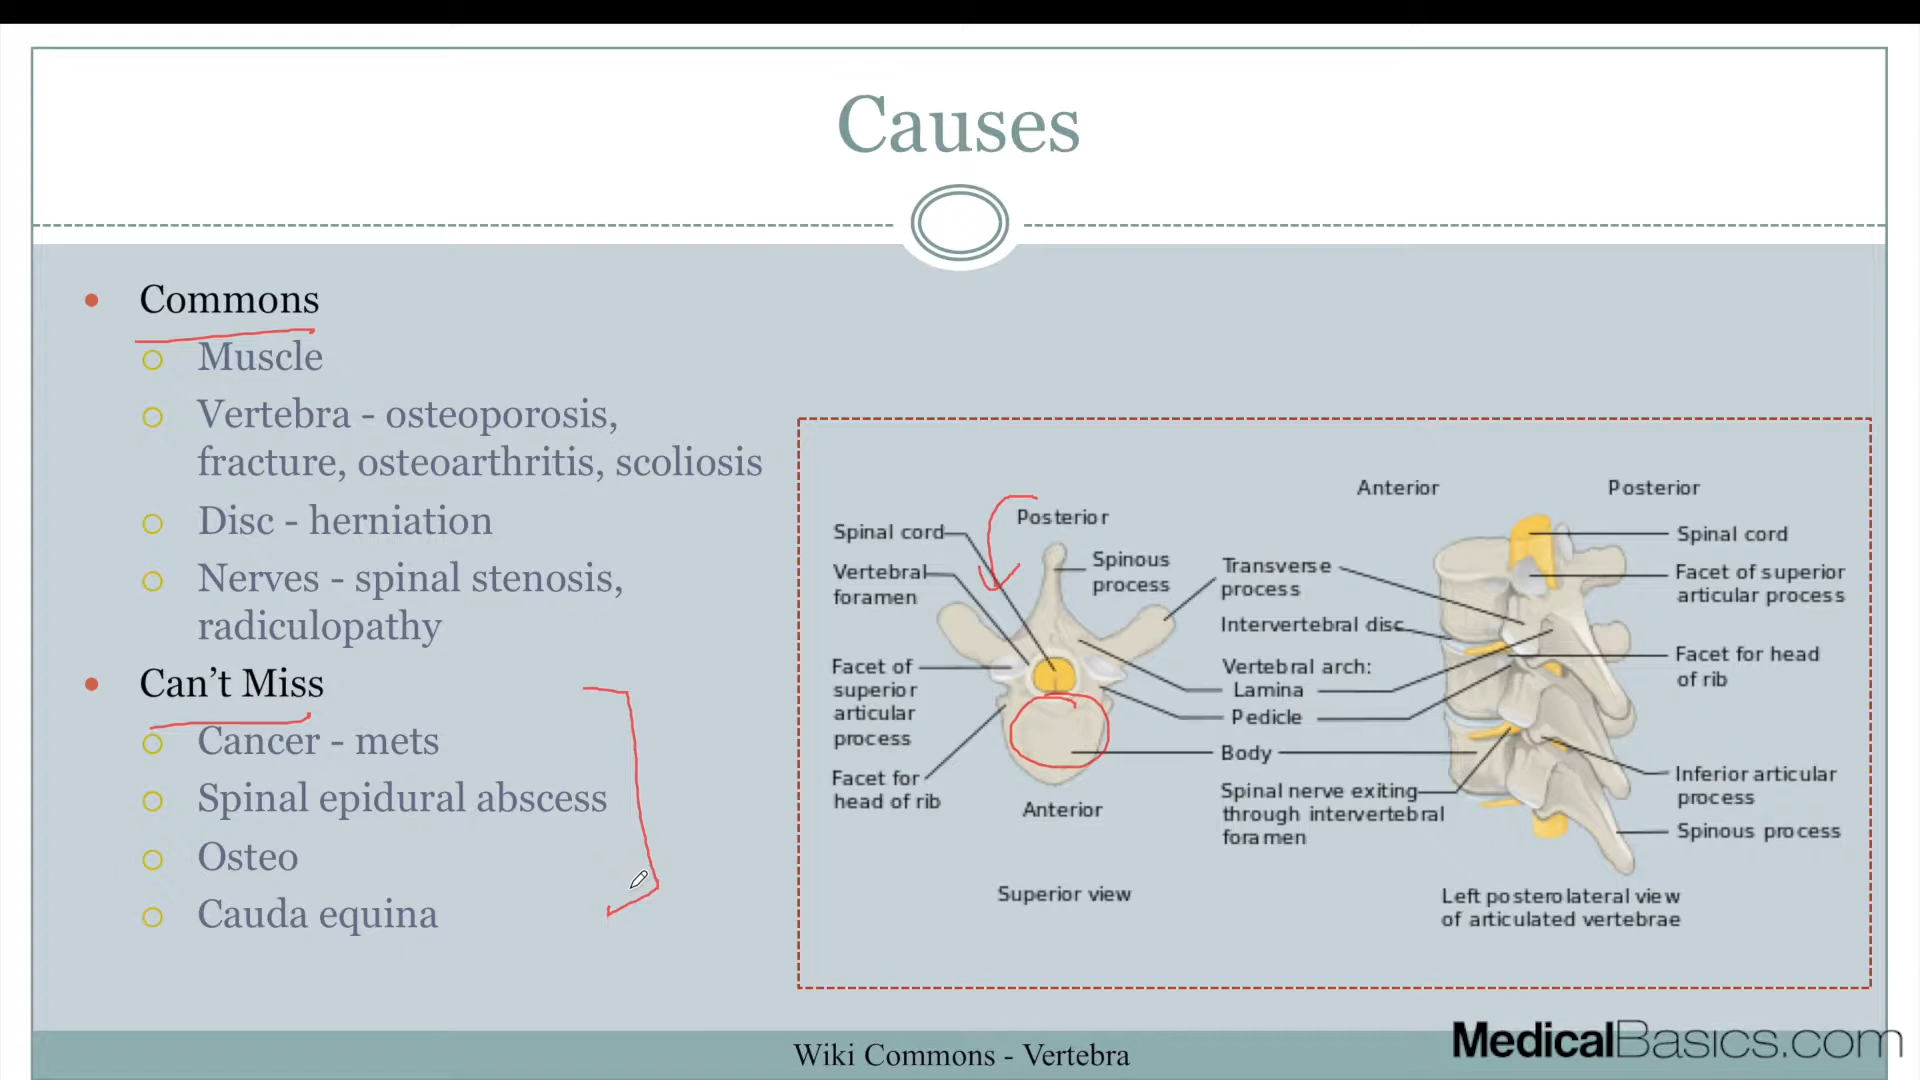 Causes
Commons
Muscle
Vertebra - osteoporosis,
fracture, osteoarthritis, scoliosis
Disc - herniation
Nerves - spinal stenosis,
radiculopathy
Can't Miss
Cancer - mets
Spinal epidural abscess
Osteo
Cauda equina
Posterior
Spinal cord
Vertebral
foramen
Spinous
process
Facet of
superior
articular
process
Facet for
head of rib
Anterior
Superior view
Transverse
process
Intervertebral disc
Vertebral arch:
Lamina
Pedicle
Body
Spinal nerve exiting
through intervertebral
foramen
Anterior
Posterior
Spinal cord
Facet of superior
articular process
Facet for head
of rib
Inferior articular
process
Spinous process
Left posterolateral view
of articulated vertebrae
Wiki Commons - Vertebra
MedicalBasics.com